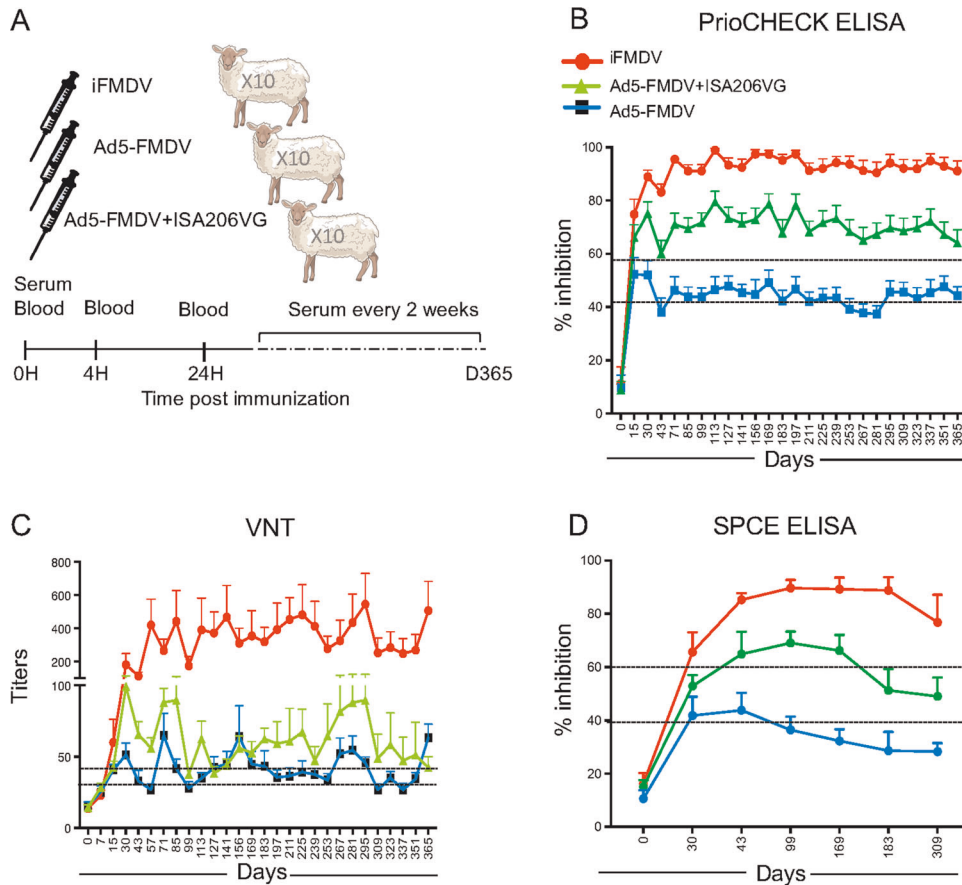 A
iFMDV
Ad5-FMDV
Ad5-FMDV+ISA206VG
X10
X10
X10
Serum
Blood Blood Blood Serum every 2 weeks
0H 4H 24H D365
Time post immunization
B PrioCHECK ELISA
iFMDV
Ad5-FMDV+ISA206VG
Ad5-FMDV
% inhibition
100
80
60
40
20
0
0 15 30 43 71 85 99 113 127 141 156 169 183 197 211 225 239 253 267 281 295 309 323 337 351 365
Days
C VNT
Titers
800
600
400
200
100
50
0
0 7 15 30 43 57 71 85 99 113 127 141 156 169 183 197 211 225 239 253 267 281 295 309 323 337 351 365
Days
D SPCE ELISA
% inhibition
100
80
60
40
20
0
0 30 43 99 169 183 309
Days